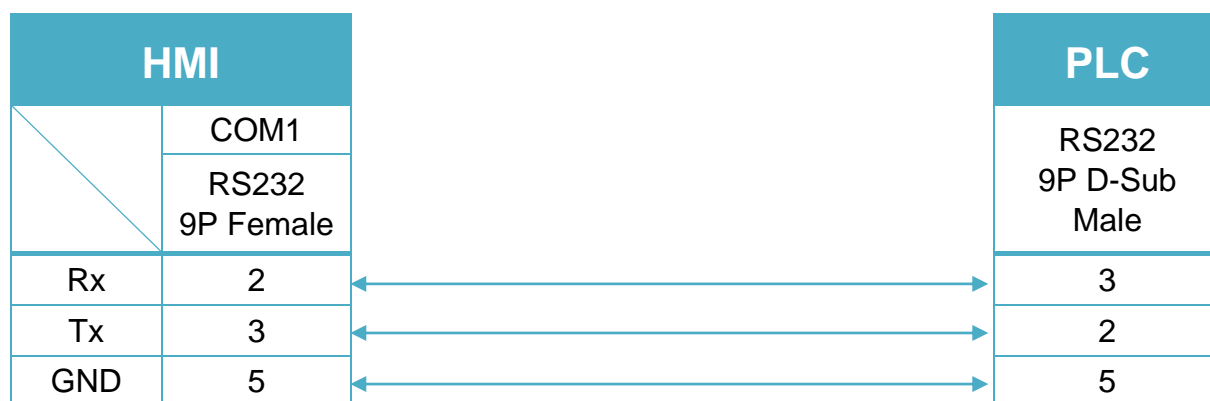 HMI
PLC
COM1
RS232
9P Female
RS232
9P D-Sub
Male
Rx 2 3
Tx 3 2
GND 5 5